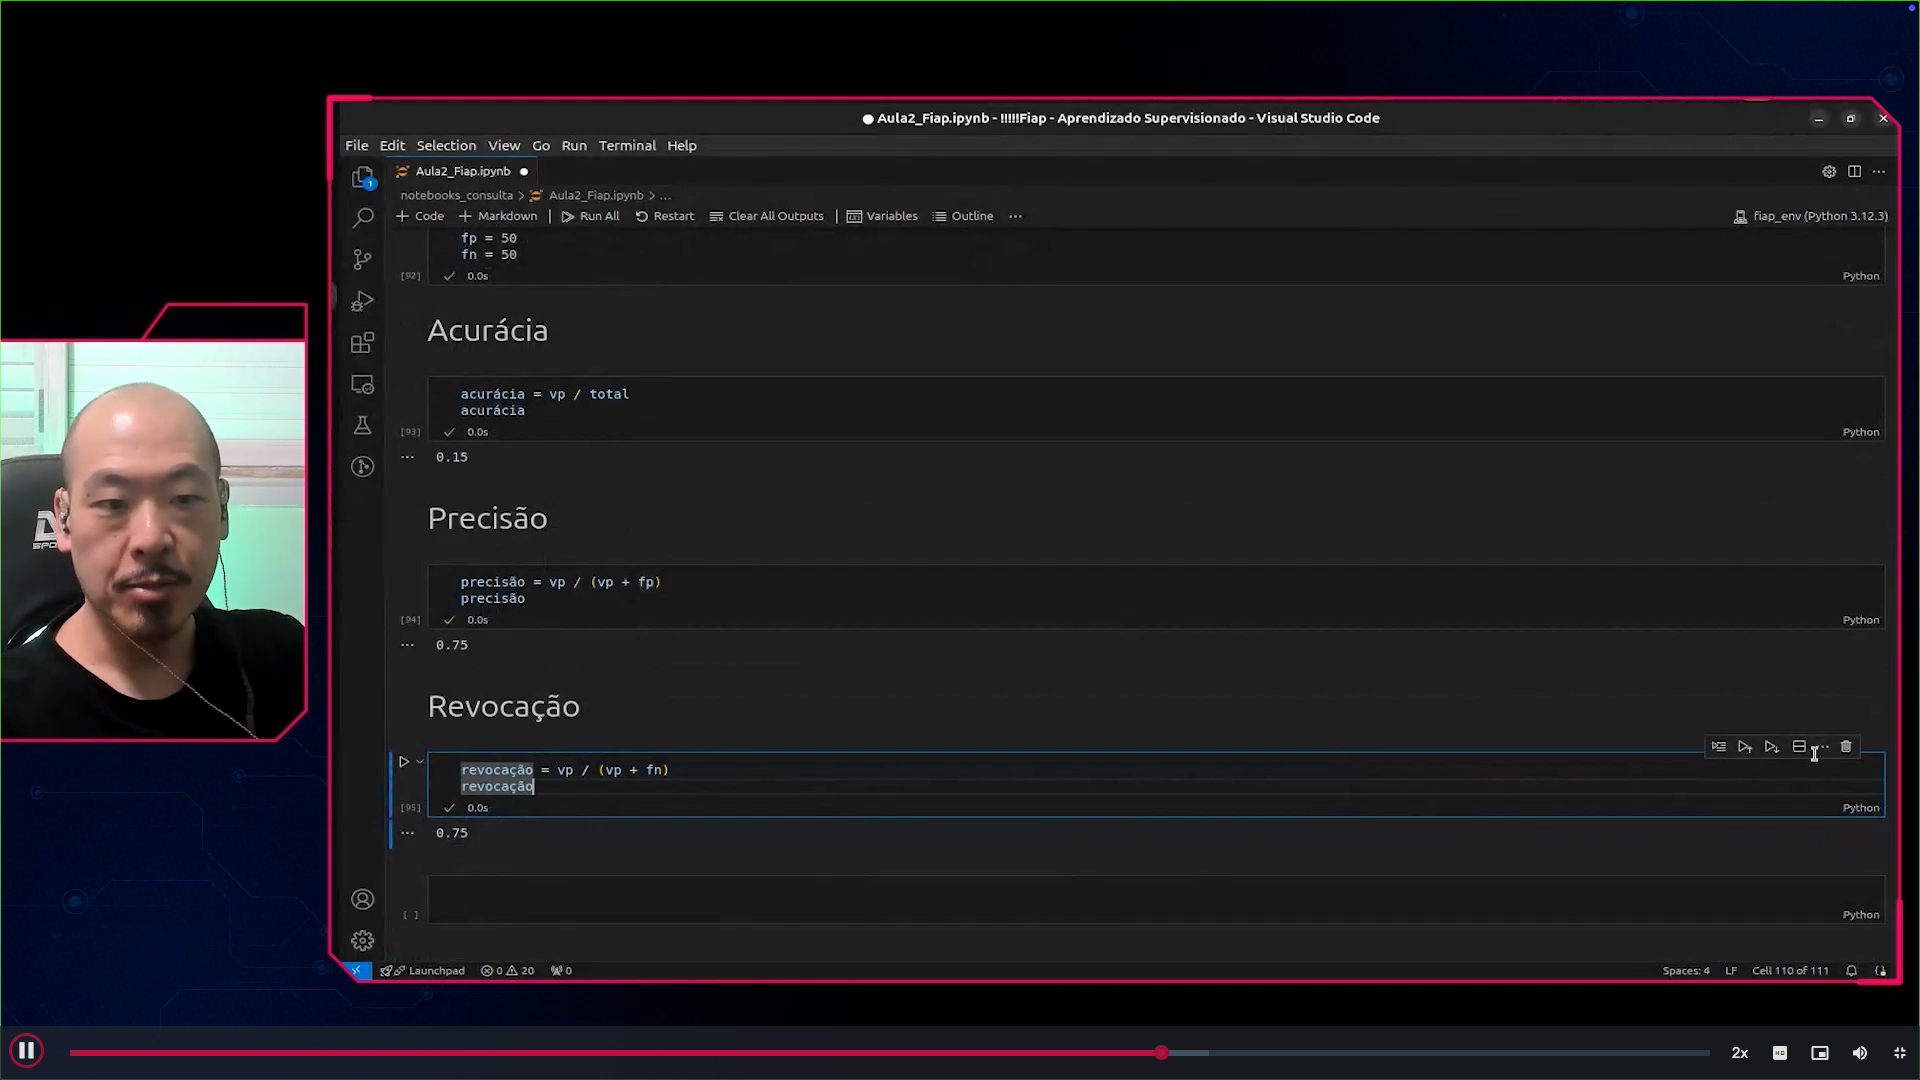 Aula2_Fiap.ipynb - !!!!!Fiap - Aprendizado Supervisionado - Visual Studio Code
File Edit Selection View Go Run Terminal Help
1
Aula2_Fiap.ipynb
notebooks_consulta > Aula2_Fiap.ipynb > ...
Code Markdown Run All Restart Clear All Outputs Variables Outline ... fiap_env (Python 3.12.3)
fp = 50
fn = 50
[92] 0.0s Python
Acurácia
acurácia = vp / total
acurácia
[93] 0.0s Python
0.15
Precisão
precisão = vp / (vp + fp)
precisão
[94] 0.0s Python
0.75
Revocação
revocação = vp / (vp + fn)
revocação
[95] 0.0s Python
0.75
[ ] Python
Launchpad 0 20 0 Spaces: 4 LF Cell 110 of 111
2x HD